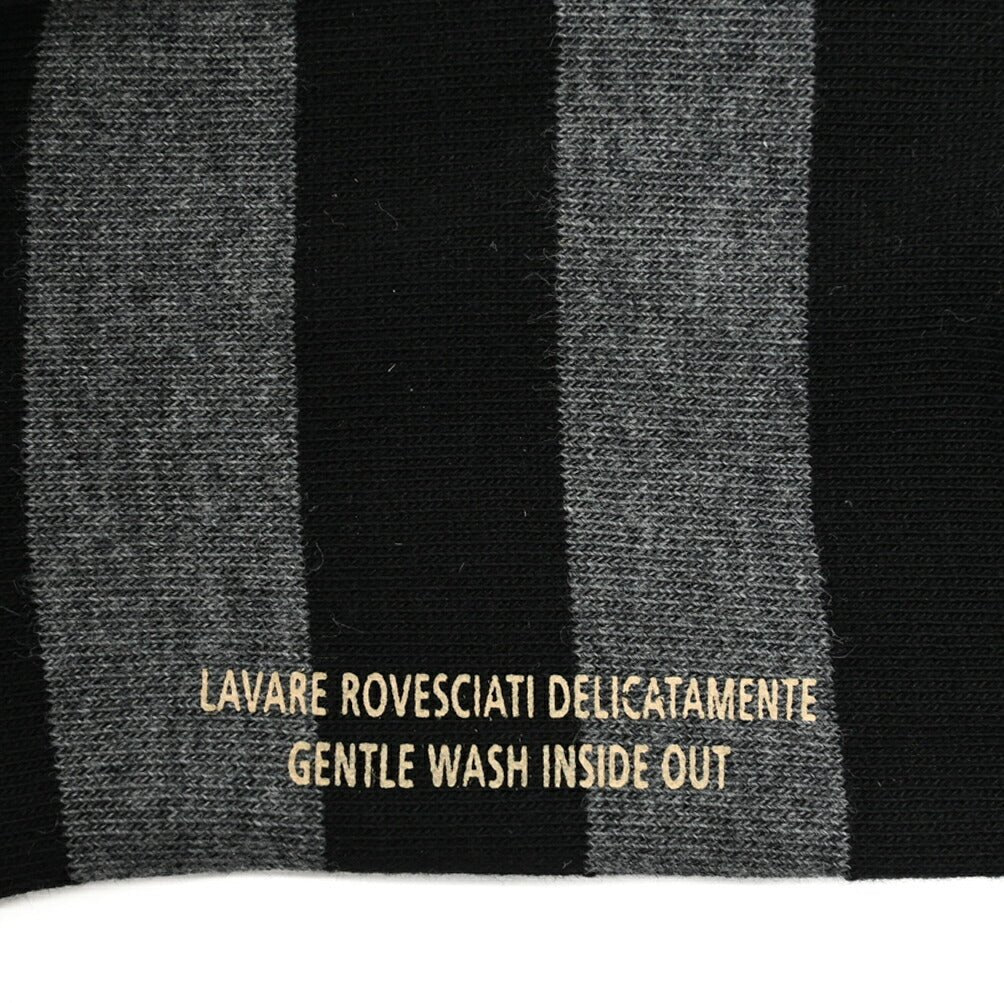 LAVARE ROVESCIATI DELICATAMENTE
GENTLE WASH INSIDE OUT